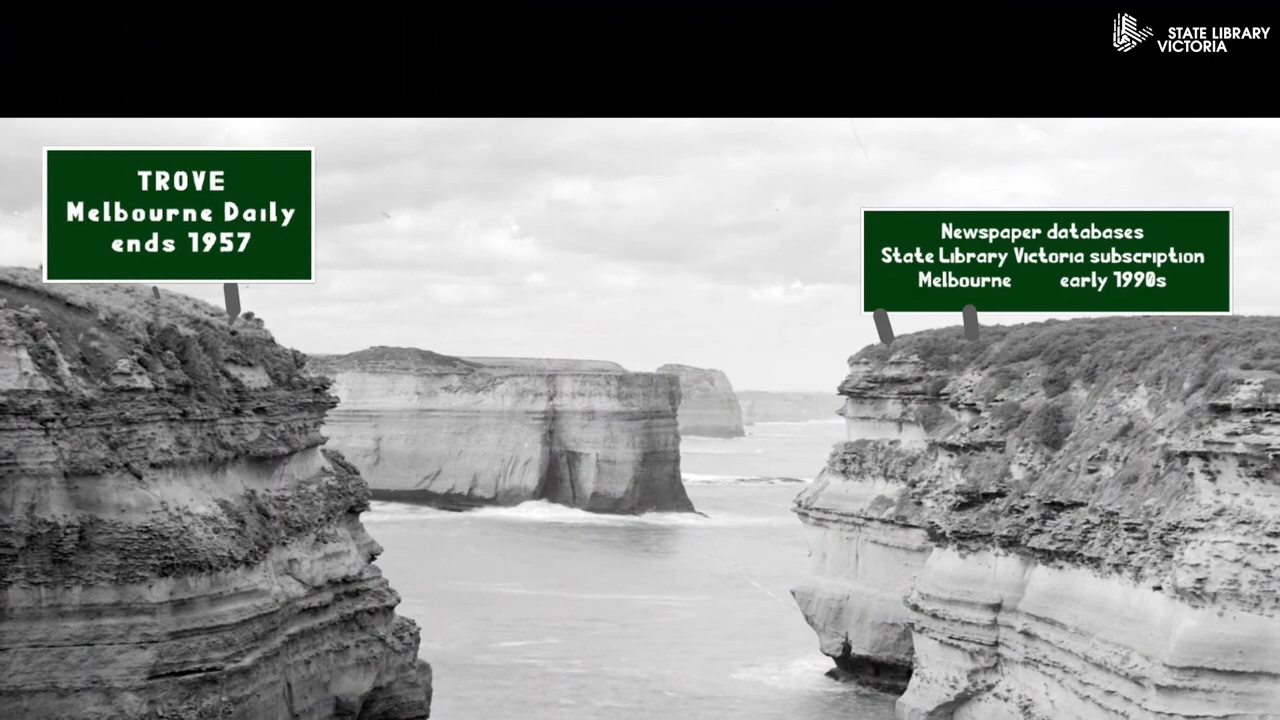 STATE LIBRARY
VICTORIA
TROVE
Melbourne Daily
ends 1957
Newspaper databases
State Library Victoria subscription
Melbourne early 1990s